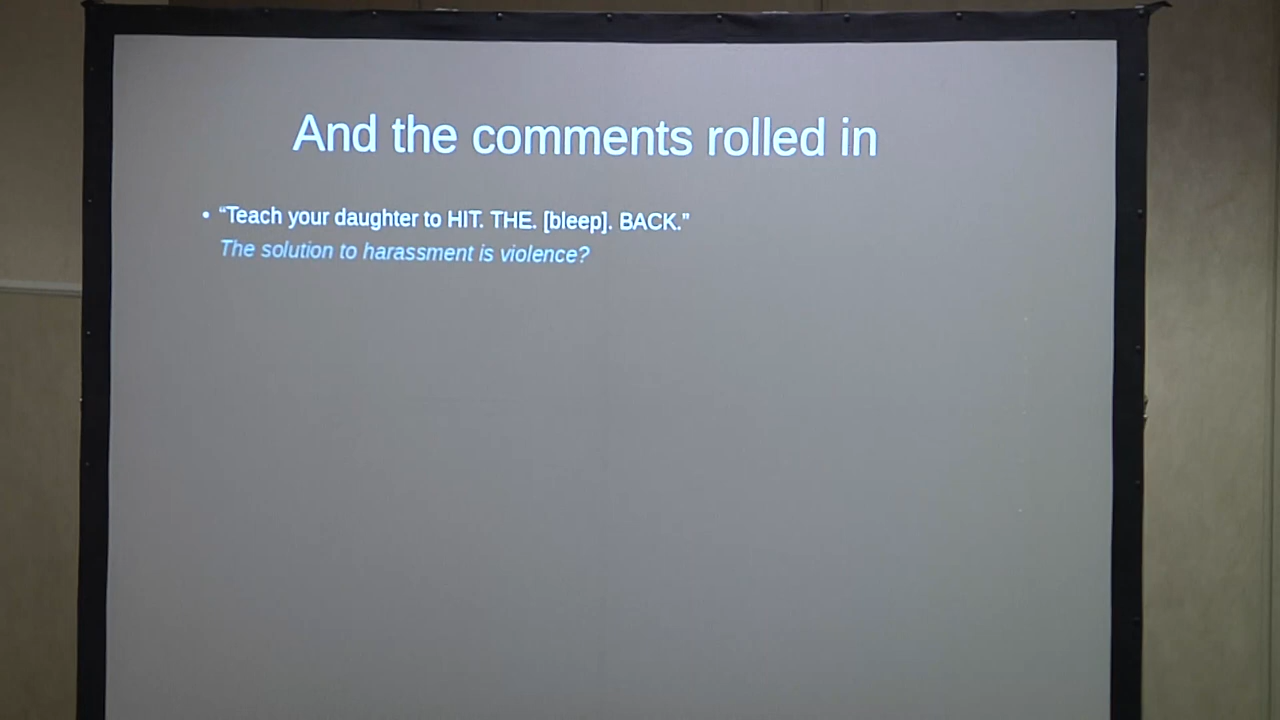 And the comments rolled in
• “Teach your daughter to HIT. THE. [bleep]. BACK.”
The solution to harassment is violence?